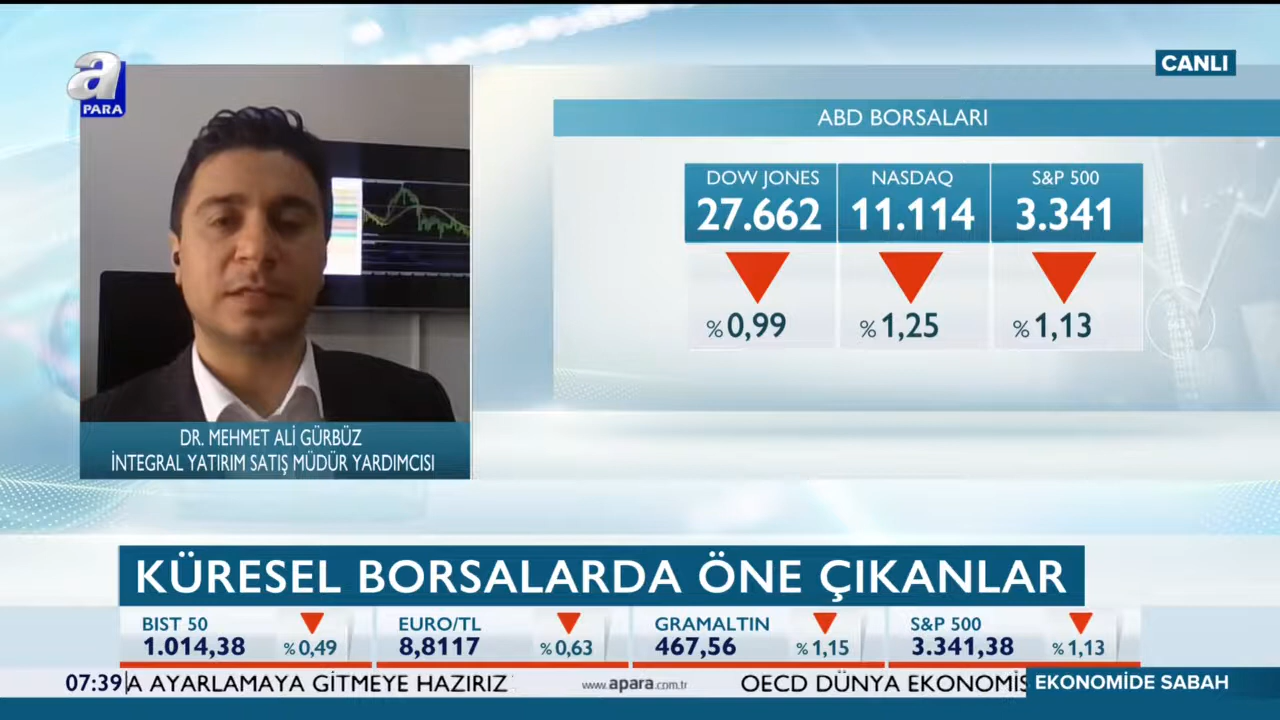 a
PARA
CANLI
ABD BORSALARI
DOW JONES NASDAQ S&P 500
27.662 11.114 3.341
%0,99 %1,25 %1,13
DR. MEHMET ALİ GÜRBÜZ
İNTEGRAL YATIRIM SATIŞ MÜDÜR YARDIMCISI
KÜRESEL BORSALARDA ÖNE ÇIKANLAR
BIST 50 EURO/TL GRAMALTIN S&P 500
1.014,38 %0,49 8,8117 %0,63 467,56 %1,15 3.341,38 %1,13
07:39 A AYARLAMAYA GİTMEYE HAZIRIZ www.apara.com.tr OECD DÜNYA EKONOMİS EKONOMİDE SABAH